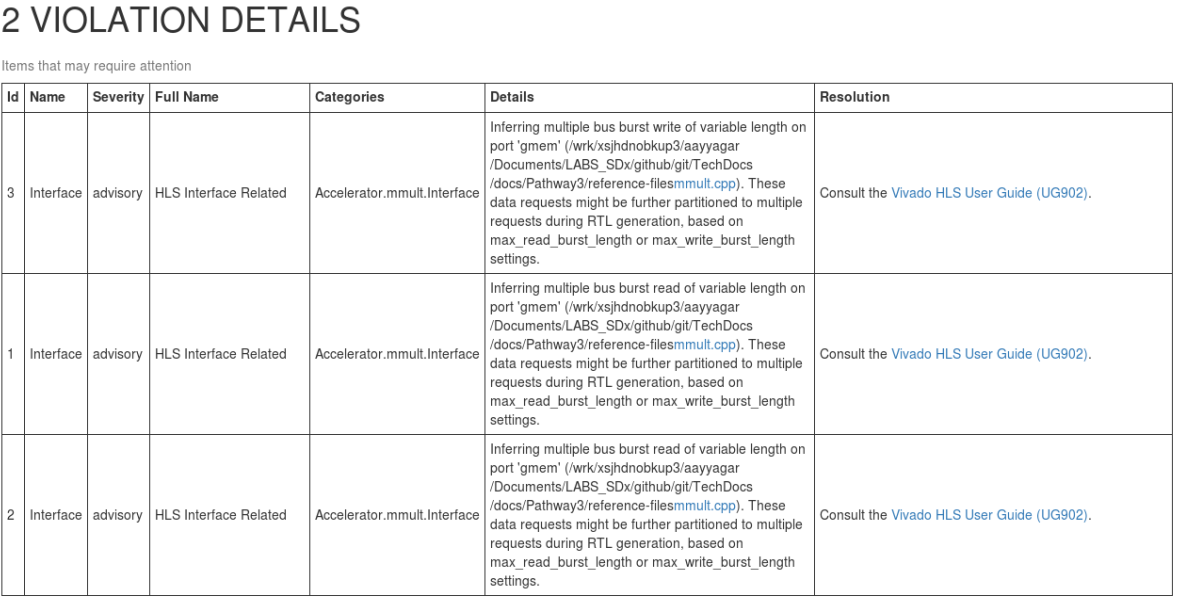 2 VIOLATION DETAILS
Items that may require attention
Id Name Severity Full Name Categories Details Resolution
Inferring multiple bus burst write of variable length on
port 'gmem' (/wrk/xsjhdnobkup3/aayyagar
/Documents/LABS_SDx/github/git/TechDocs
/docs/Pathway3/reference-filesmmult.cpp). These
3 Interface advisory HLS Interface Related Accelerator.mmult.Interface data requests might be further partitioned to multiple Consult the Vivado HLS User Guide (UG902).
requests during RTL generation, based on
max_read_burst_length or max_write_burst_length
settings.
Inferring multiple bus burst read of variable length on
port 'gmem' (/wrk/xsjhdnobkup3/aayyagar
/Documents/LABS_SDx/github/git/TechDocs
/docs/Pathway3/reference-filesmmult.cpp). These
1 Interface advisory HLS Interface Related Accelerator.mmult.Interface data requests might be further partitioned to multiple Consult the Vivado HLS User Guide (UG902).
requests during RTL generation, based on
max_read_burst_length or max_write_burst_length
settings.
Inferring multiple bus burst read of variable length on
port 'gmem' (/wrk/xsjhdnobkup3/aayyagar
/Documents/LABS_SDx/github/git/TechDocs
/docs/Pathway3/reference-filesmmult.cpp). These
2 Interface advisory HLS Interface Related Accelerator.mmult.Interface data requests might be further partitioned to multiple Consult the Vivado HLS User Guide (UG902).
requests during RTL generation, based on
max_read_burst_length or max_write_burst_length
settings.